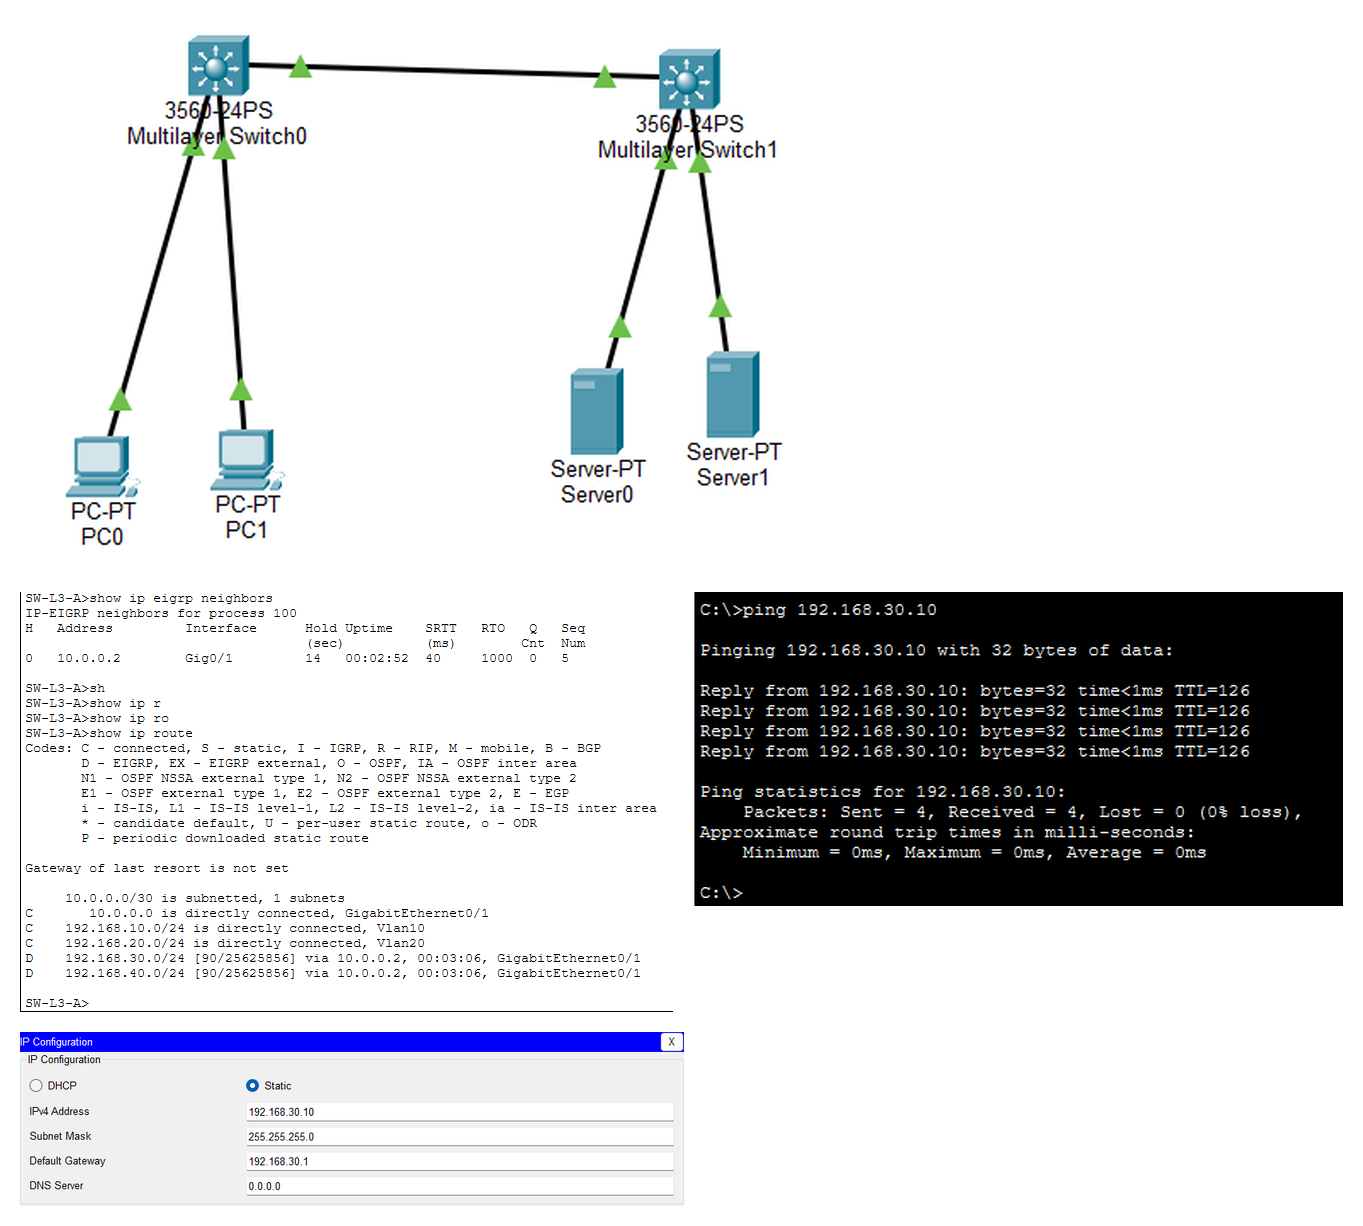 3560-24PS
Multilayer Switch0
3560-24PS
Multilayer Switch1
PC-PT
PC0
PC-PT
PC1
Server-PT
Server0
Server-PT
Server1
SW-L3-A>show ip eigrp neighbors
IP-EIGRP neighbors for process 100
H   Address         Interface      Hold Uptime    SRTT   RTO   Q   Seq
                                   (sec)          (ms)        Cnt  Num
0   10.0.0.2        Gig0/1         14   00:02:52  40     1000  0   5
SW-L3-A>sh
SW-L3-A>show ip r
SW-L3-A>show ip ro
SW-L3-A>show ip route
Codes: C - connected, S - static, I - IGRP, R - RIP, M - mobile, B - BGP
       D - EIGRP, EX - EIGRP external, O - OSPF, IA - OSPF inter area
       N1 - OSPF NSSA external type 1, N2 - OSPF NSSA external type 2
       E1 - OSPF external type 1, E2 - OSPF external type 2, E - EGP
       i - IS-IS, L1 - IS-IS level-1, L2 - IS-IS level-2, ia - IS-IS inter area
       * - candidate default, U - per-user static route, o - ODR
       P - periodic downloaded static route
Gateway of last resort is not set
     10.0.0.0/30 is subnetted, 1 subnets
C       10.0.0.0 is directly connected, GigabitEthernet0/1
C    192.168.10.0/24 is directly connected, Vlan10
C    192.168.20.0/24 is directly connected, Vlan20
D    192.168.30.0/24 [90/25625856] via 10.0.0.2, 00:03:06, GigabitEthernet0/1
D    192.168.40.0/24 [90/25625856] via 10.0.0.2, 00:03:06, GigabitEthernet0/1
SW-L3-A>
C:\>ping 192.168.30.10
Pinging 192.168.30.10 with 32 bytes of data:
Reply from 192.168.30.10: bytes=32 time<1ms TTL=126
Reply from 192.168.30.10: bytes=32 time<1ms TTL=126
Reply from 192.168.30.10: bytes=32 time<1ms TTL=126
Reply from 192.168.30.10: bytes=32 time<1ms TTL=126
Ping statistics for 192.168.30.10:
    Packets: Sent = 4, Received = 4, Lost = 0 (0% loss),
Approximate round trip times in milli-seconds:
    Minimum = 0ms, Maximum = 0ms, Average = 0ms
C:\>
IP Configuration X
IP Configuration
DHCP Static
IPv4 Address 192.168.30.10
Subnet Mask 255.255.255.0
Default Gateway 192.168.30.1
DNS Server 0.0.0.0